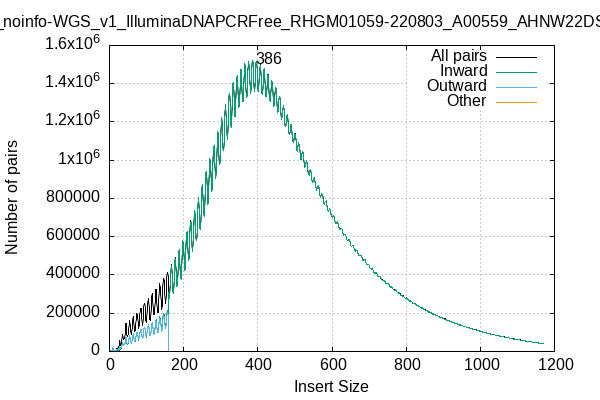 _noinfo-WGS_v1_IlluminaDNAPCRFree_RHGM01059-220803_A00559_AHNW22DS
386
All pairs
Inward
Outward
Other
Number of pairs
1.6x10^6
1.4x10^6
1.2x10^6
1x10^6
800000
600000
400000
200000
0
0 200 400 600 800 1000 1200
Insert Size